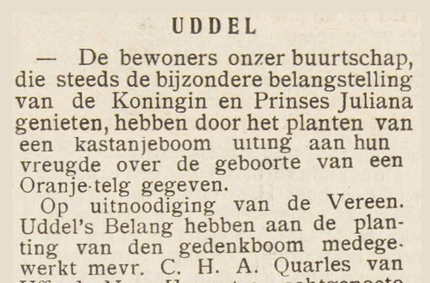 UDDEL
— De bewoners onzer buurtschap,
die steeds de bijzondere belangstelling
van de Koningin en Prinses Juliana
genieten, hebben door het planten van
een kastanjeboom uiting aan hun
vreugde over de geboorte van een
Oranje-telg gegeven.
Op uitnoodiging van de Vereen.
Uddel's Belang hebben aan de plan-
ting van den gedenkboom medege-
werkt mevr. C. H. A. Quarles van